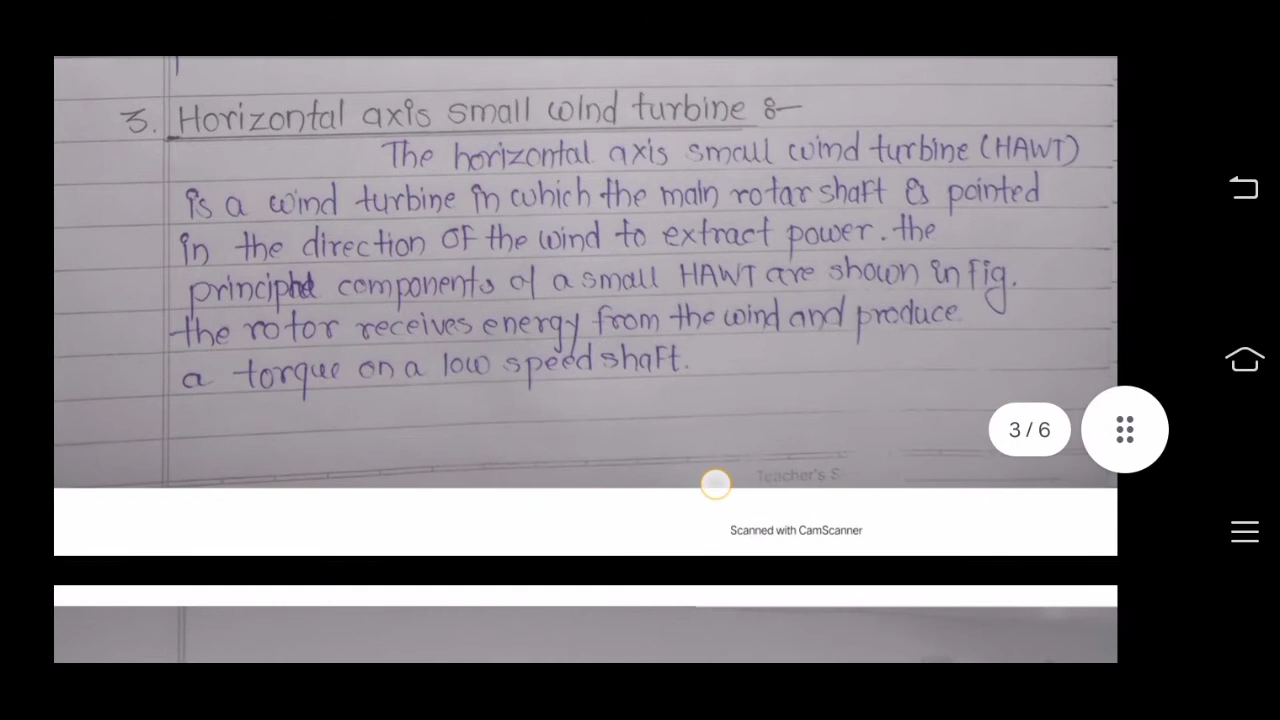 3. Horizontal axis small wind turbine :-
The horizontal axis small wind turbine (HAWT)
is a wind turbine in which the main rotar shaft is pointed
in the direction of the wind to extract power. the
components of a small HAWT are shown in fig.
the rotor receives energy from the wind and produce
a torque on a low speed shaft.
3 / 6
Teacher's S
Scanned with CamScanner